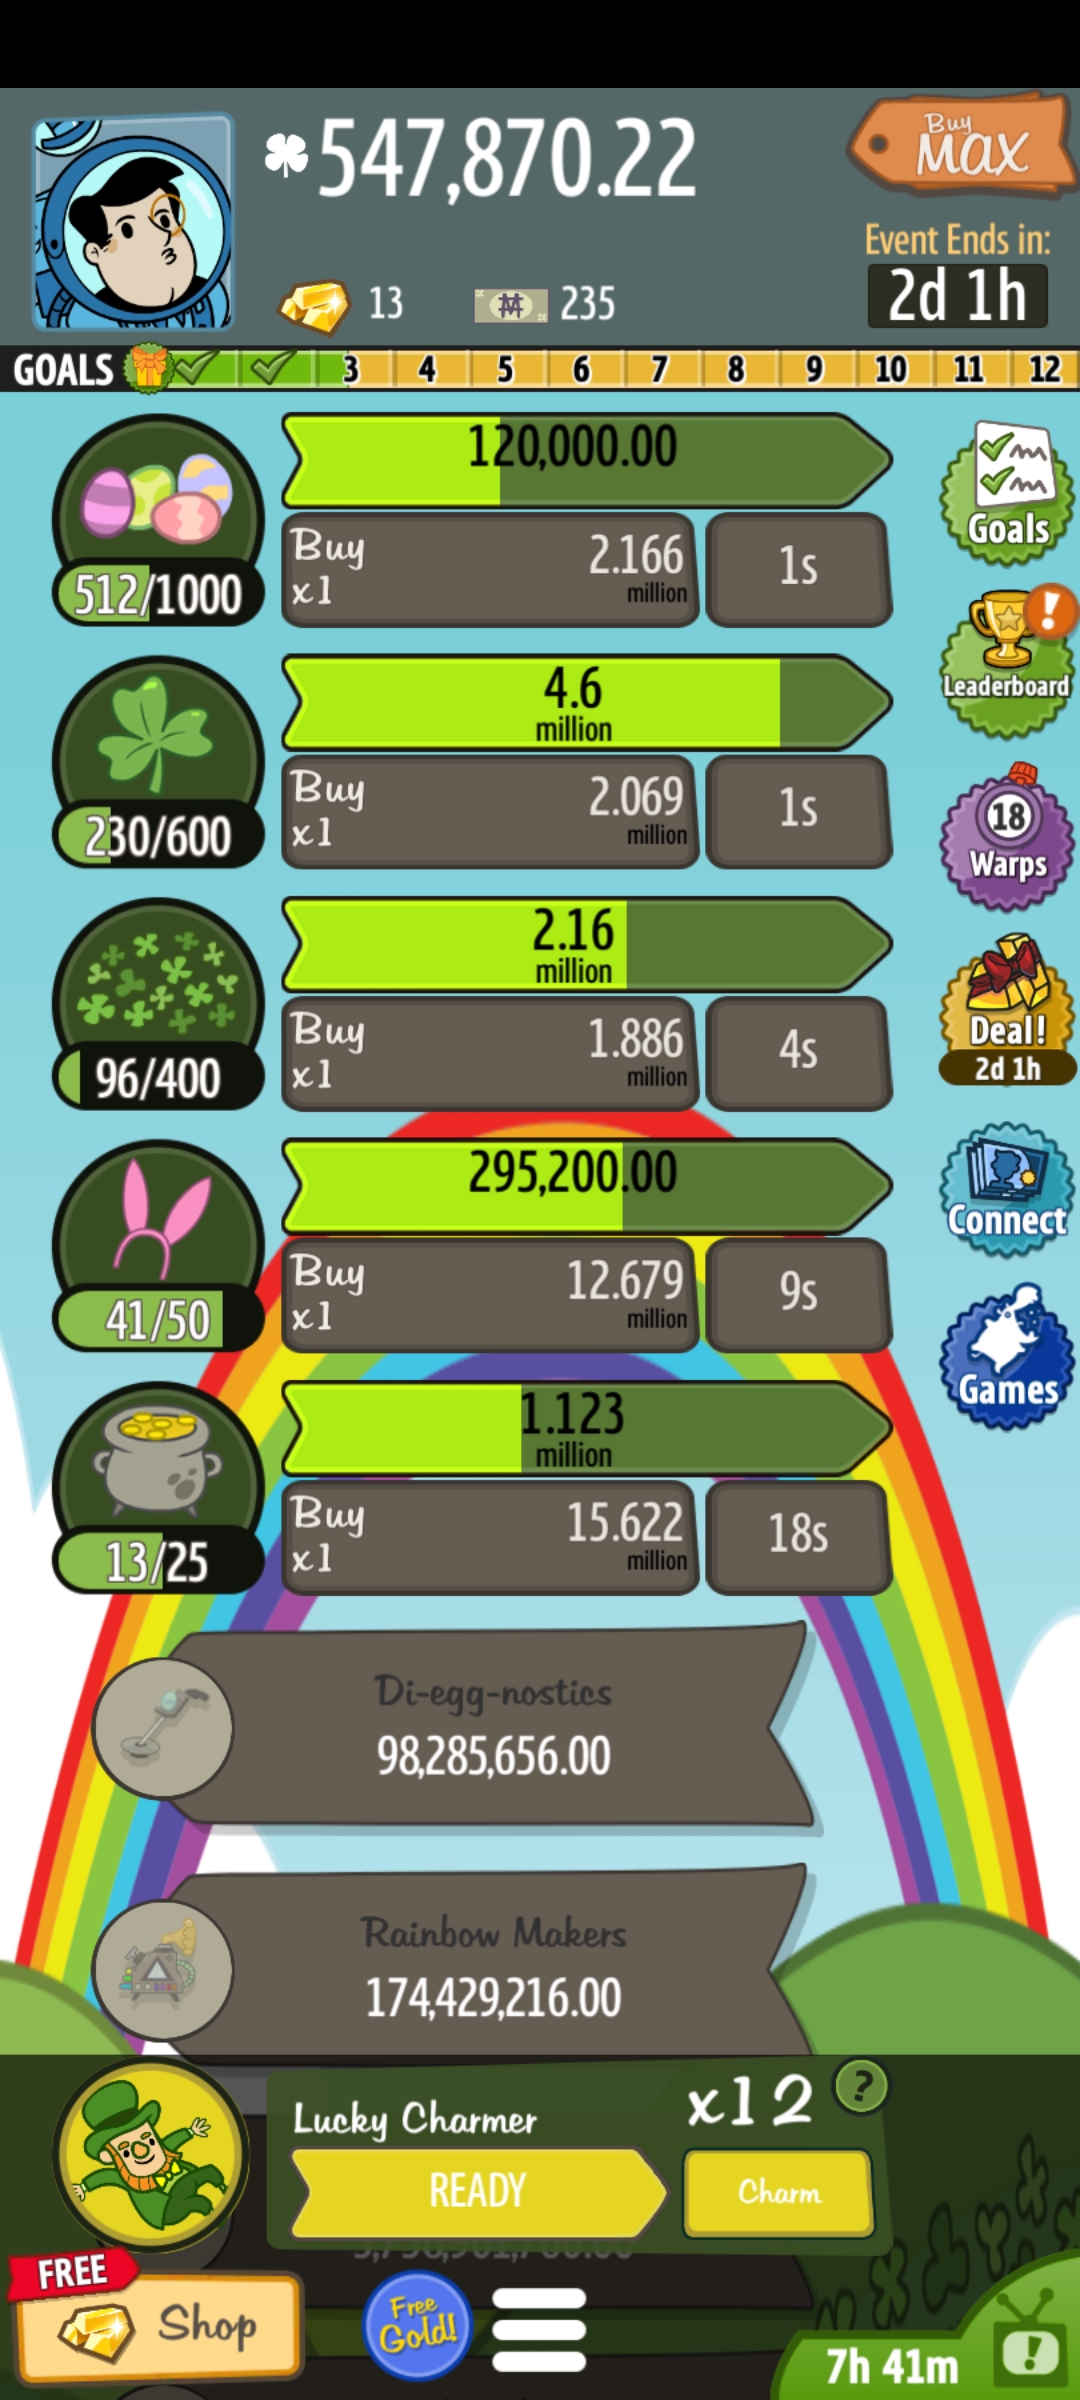 547,870.22
Buy
MAX
13
235
Event Ends in:
2d 1h
GOALS 3 4 5 6 7 8 9 10 11 12
120,000.00
Buy
x1
2.166
million
1s
512/1000
Goals
4.6
million
Buy
x1
2.069
million
1s
230/600
!
Leaderboard
2.16
million
Buy
x1
1.886
million
4s
96/400
18
Warps
Deal!
2d 1h
295,200.00
Buy
x1
12.679
million
9s
41/50
Connect
1.123
million
Buy
x1
15.622
million
18s
13/25
Games
Di-egg-nostics
98,285,656.00
Rainbow Makers
174,429,216.00
Lucky Charmer
x12
?
READY
Charm
FREE
Shop
Free
Gold!
7h 41m
!